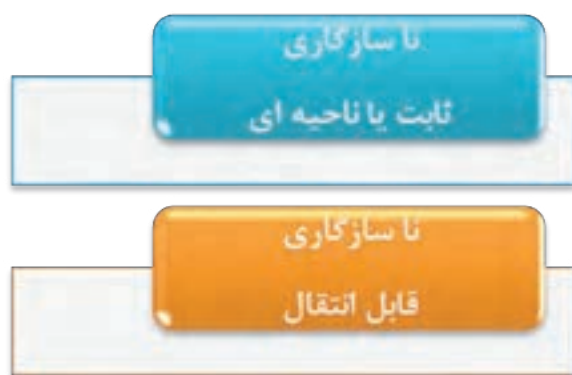 نا سازگاری
ثابت یا ناحیه ای
نا سازگاری
قابل انتقال